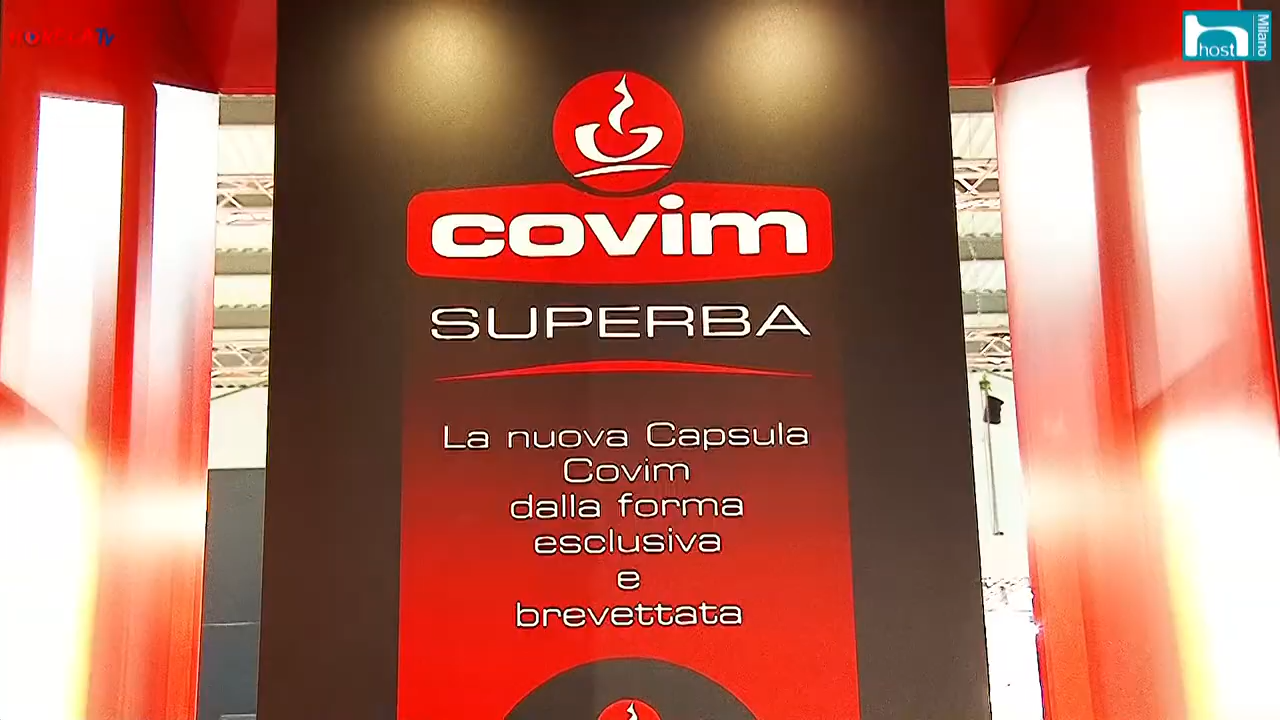 host
Milano
covim
SUPERBA
La nuova Capsula
Covim
dalla forma
esclusiva
e
brevettata